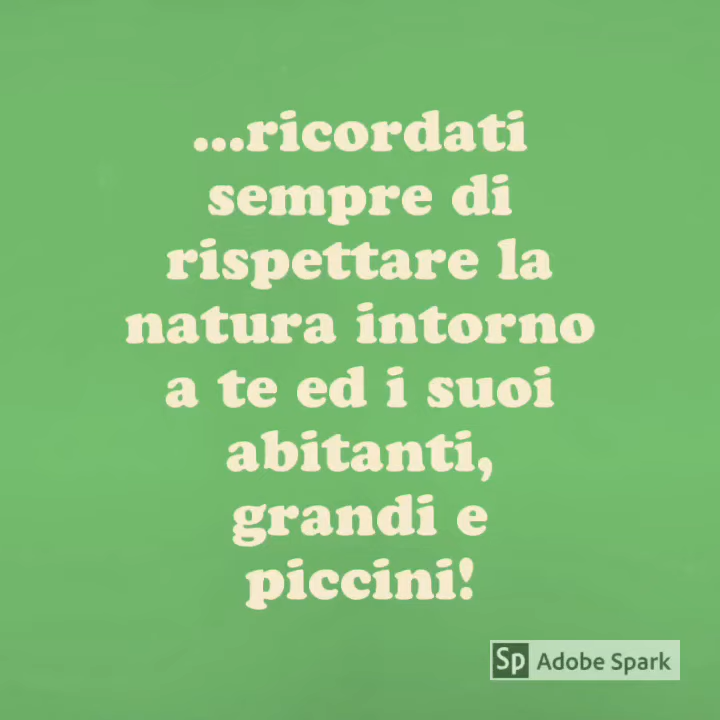 ...ricordati
sempre di
rispettare la
natura intorno
a te ed i suoi
abitanti,
grandi e
piccini!
Sp Adobe Spark